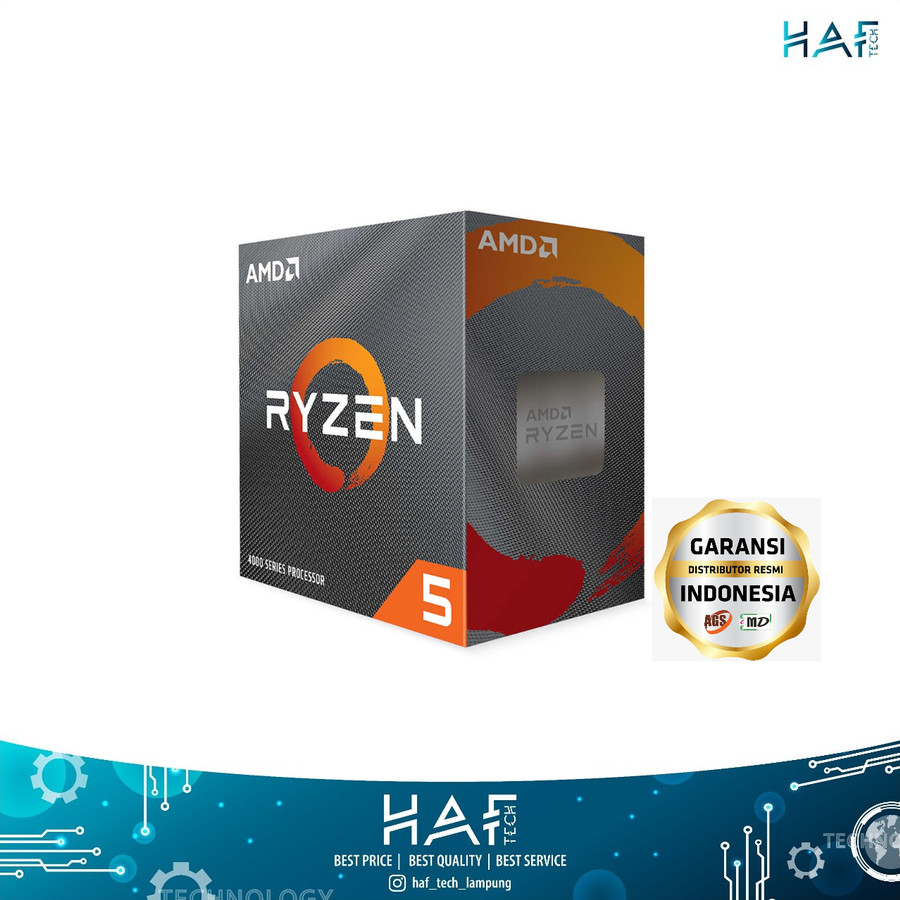 HAF TECH
AMD
RYZEN
4000 SERIES PROCESSOR
5
AMD
AMD
RYZEN
GARANSI
DISTRIBUTOR RESMI
INDONESIA
AGS MD
HAF TECH
BEST PRICE | BEST QUALITY | BEST SERVICE
haf_tech_lampung
TECHNOLOGY
TECHNO